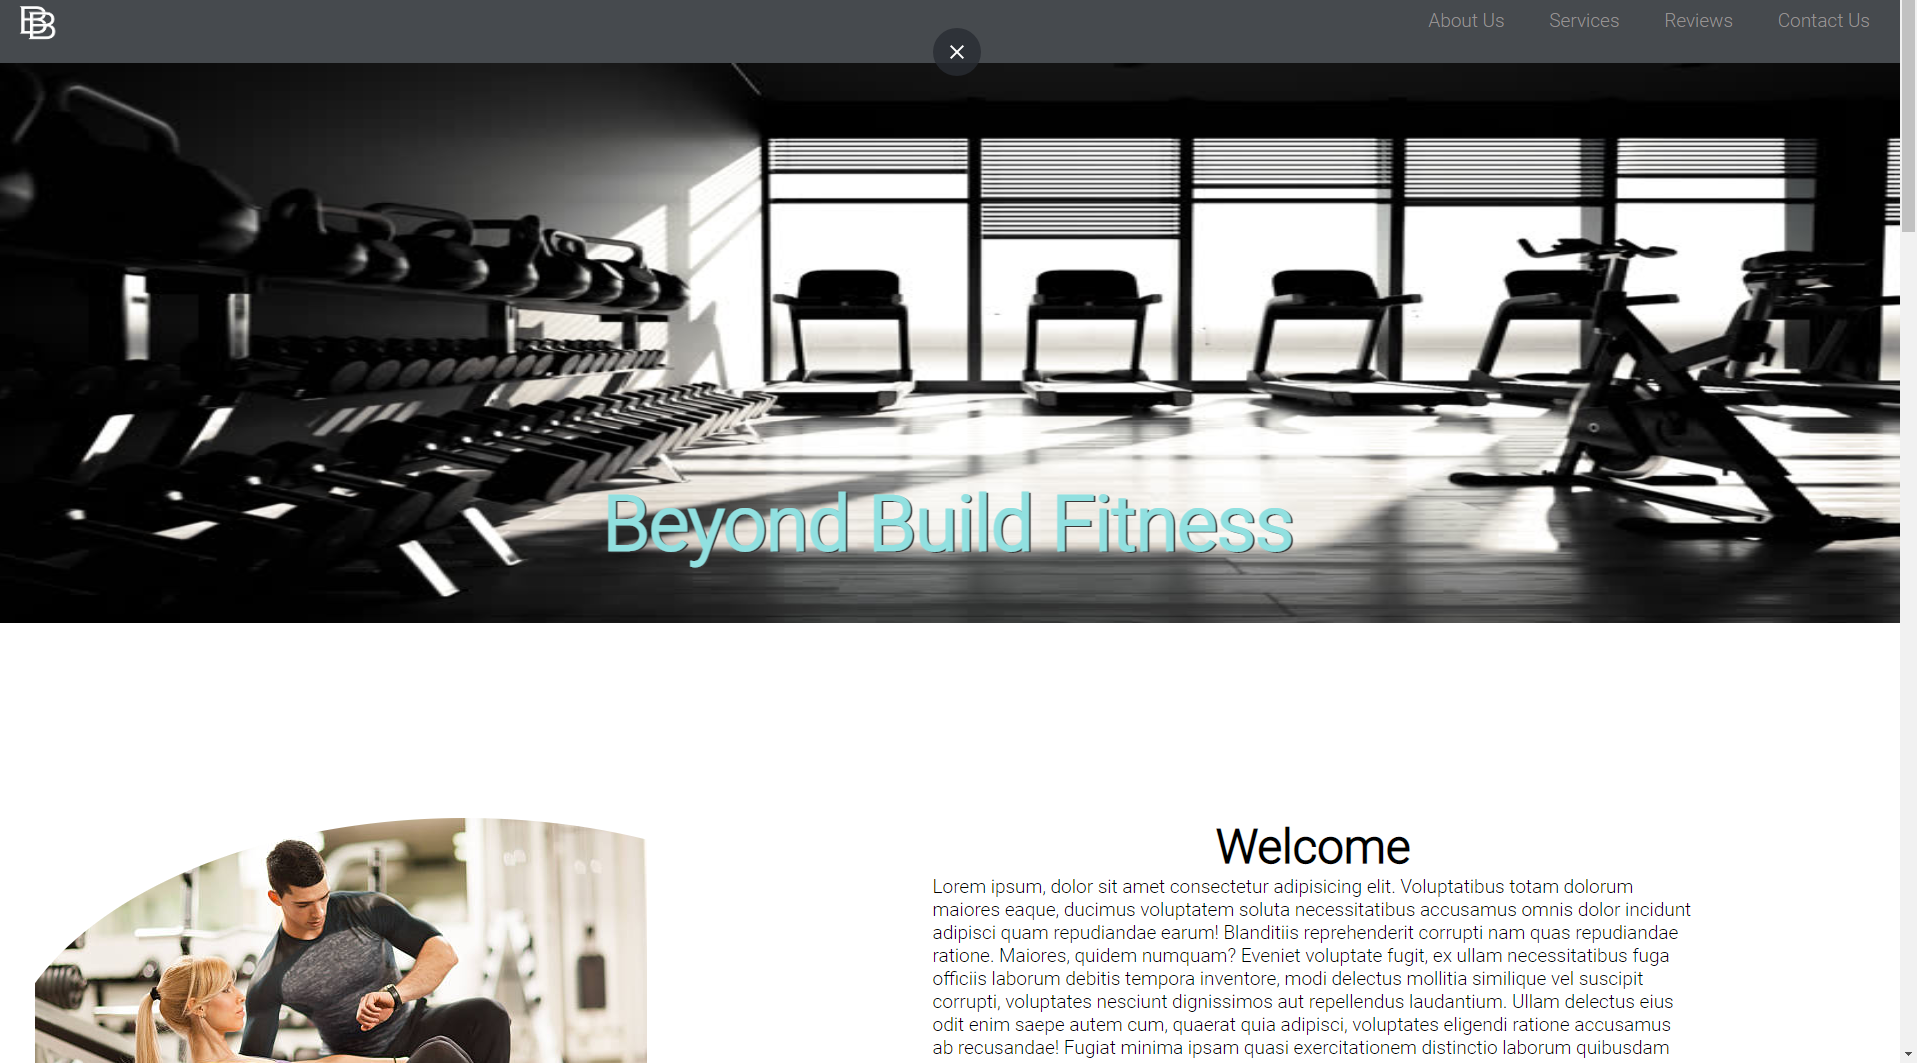 BB
About Us
Services
Reviews
Contact Us
Beyond Build Fitness
Welcome
Lorem ipsum, dolor sit amet consectetur adipisicing elit. Voluptatibus totam dolorum
maiores eaque, ducimus voluptatem soluta necessitatibus accusamus omnis dolor incidunt
adipisci quam repudiandae earum! Blanditiis reprehenderit corrupti nam quas repudiandae
ratione. Maiores, quidem numquam? Eveniet voluptate fugit, ex ullam necessitatibus fuga
officiis laborum debitis tempora inventore, modi delectus mollitia similique vel suscipit
corrupti, voluptates nesciunt dignissimos aut repellendus laudantium. Ullam delectus eius
odit enim saepe autem cum, quaerat quia adipisci, voluptates eligendi ratione accusamus
ab recusandae! Fugiat minima ipsam quasi exercitationem distinctio laborum quibusdam